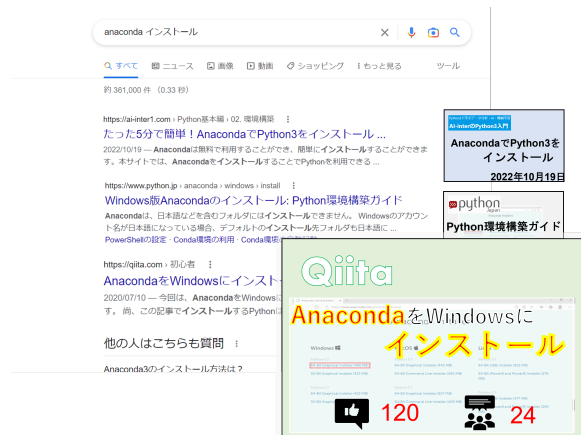 anaconda インストール
すべて
ニュース
画像
動画
ショッピング
もっと見る
ツール
約 361,000 件 （0.33 秒）
https://ai-inter1.com › Python基本編 › 02. 環境構築
たった5分で簡単！AnacondaでPython3をインストール ...
2022/10/19 — Anacondaは無料で利用することができ、簡単にインストールすることができま
す。本サイトでは、AnacondaをインストールすることでPythonを利用できる ...
https://www.python.jp › anaconda › windows › install
Windows版Anacondaのインストール: Python環境構築ガイド
Anacondaは、日本語などを含むフォルダにはインストールできません。 Windowsのアカウン
ト名が日本語になっている場合、デフォルトのインストール先フォルダも日本語に ...
PowerShellの設定 · Conda環境の利用 · Conda環境
https://qiita.com › 初心者
AnacondaをWindowsにインスト
2020/07/10 — 今回は、AnacondaをWindowsに
す。 尚、この記事でインストールするPythonに
他の人はこちらも質問
Anaconda3のインストール方法は？
AI-interのPython3入門
AnacondaでPython3を
インストール
2022年10月19日
python
Japan
Python環境構築ガイド
Qiita
AnacondaをWindowsに
インストール
Windows
120
24